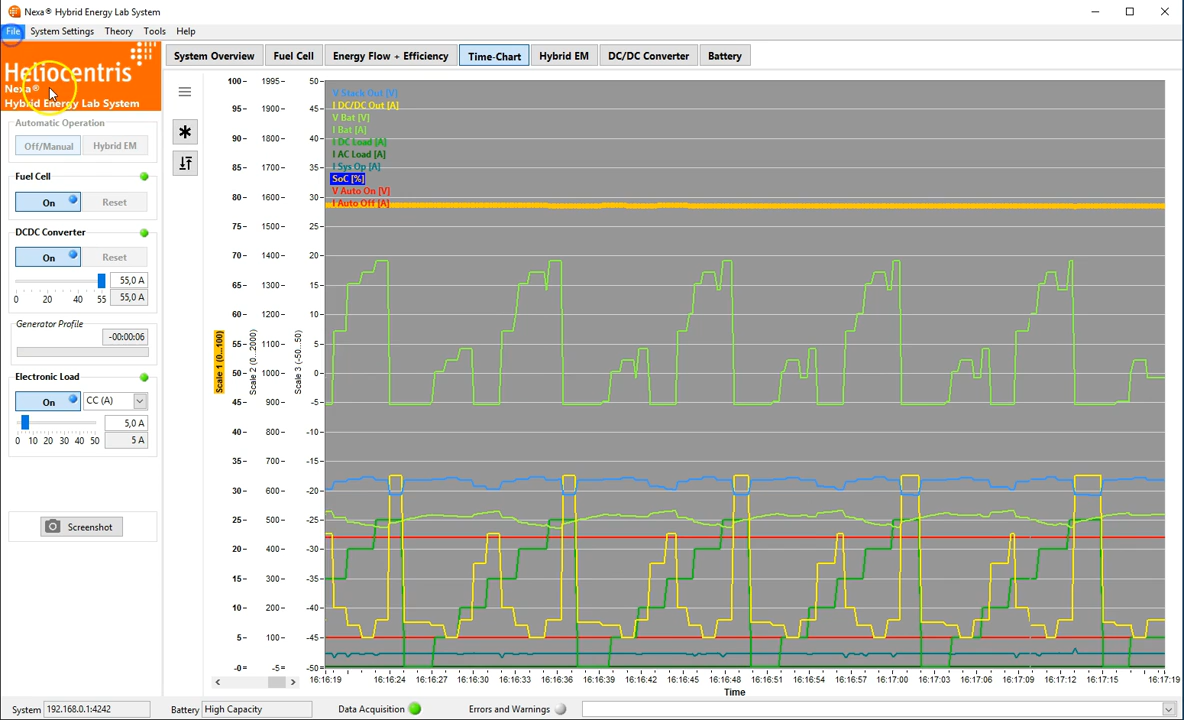 Nexa® Hybrid Energy Lab System
File System Settings Theory Tools Help
Heliocentris
Nexa®
Hybrid Energy Lab System
System Overview Fuel Cell Energy Flow + Efficiency Time-Chart Hybrid EM DC/DC Converter Battery
Automatic Operation
Off/Manual Hybrid EM
Fuel Cell
On Reset
DCDC Converter
On Reset
55,0 A
0 20 40 55 55,0 A
Generator Profile
-00:00:06
Electronic Load
On CC (A)
5,0 A
0 10 20 30 40 50 5 A
Screenshot
100 1995 50
95 1900 45
90 1800 40
85 1700 35
80 1600 30
75 1500 25
70 1400 20
65 1300 15
60 1200 10
55 1100 5
50 1000 0
45 900 -5
40 800 -10
35 700 -15
30 600 -20
25 500 -25
20 400 -30
15 300 -35
10 200 -40
5 100 -45
-0 -5 -50
Scale 1 (0...100)
Scale 2 (0...2000)
Scale 3 (-50...50)
V Stack Out [V]
I DC/DC Out [A]
V Bat [V]
I Bat [A]
I DC Load [A]
I AC Load [A]
I Sys Op [A]
SoC [%]
V Auto On [V]
I Auto Off [A]
16:16:19 16:16:24 16:16:27 16:16:30 16:16:33 16:16:36 16:16:39 16:16:42 16:16:45 16:16:48 16:16:51 16:16:54 16:16:57 16:17:00 16:17:03 16:17:06 16:17:09 16:17:12 16:17:15 16:17:19
Time
System 192.168.0.1:4242 Battery High Capacity Data Acquisition Errors and Warnings